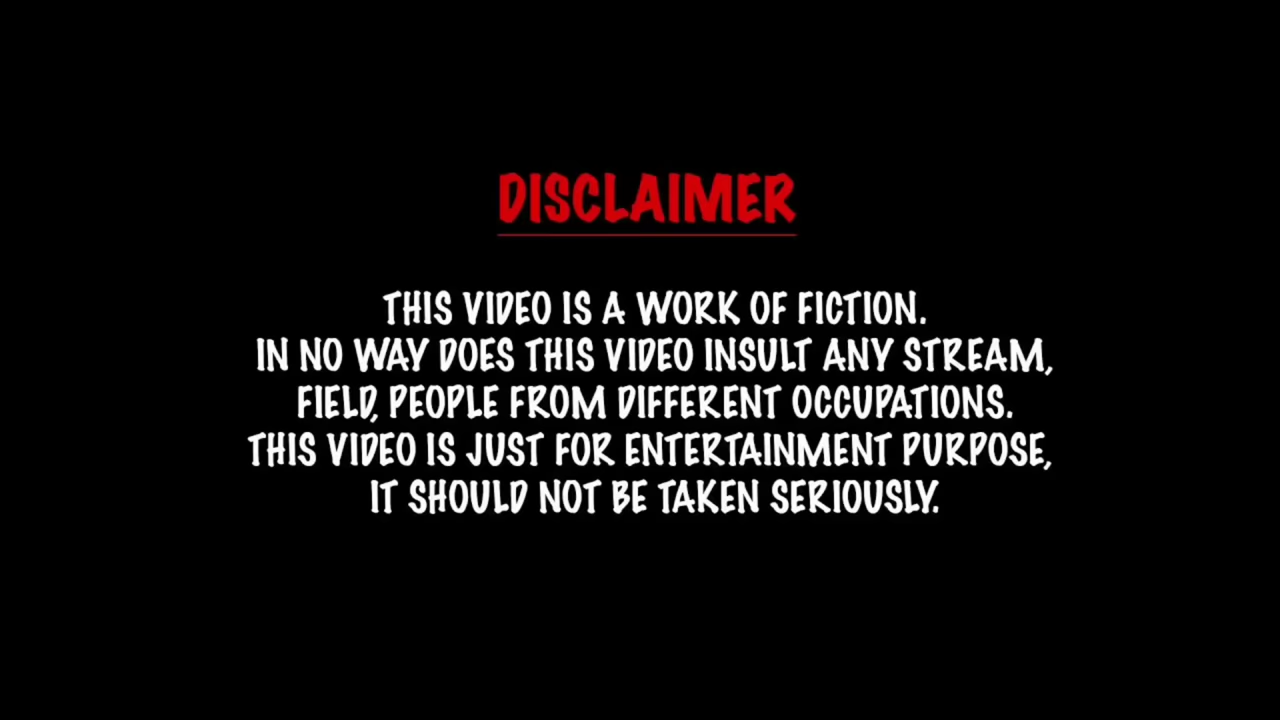 DISCLAIMER
THIS VIDEO IS A WORK OF FICTION.
IN NO WAY DOES THIS VIDEO INSULT ANY STREAM,
FIELD, PEOPLE FROM DIFFERENT OCCUPATIONS.
THIS VIDEO IS JUST FOR ENTERTAINMENT PURPOSE,
IT SHOULD NOT BE TAKEN SERIOUSLY.